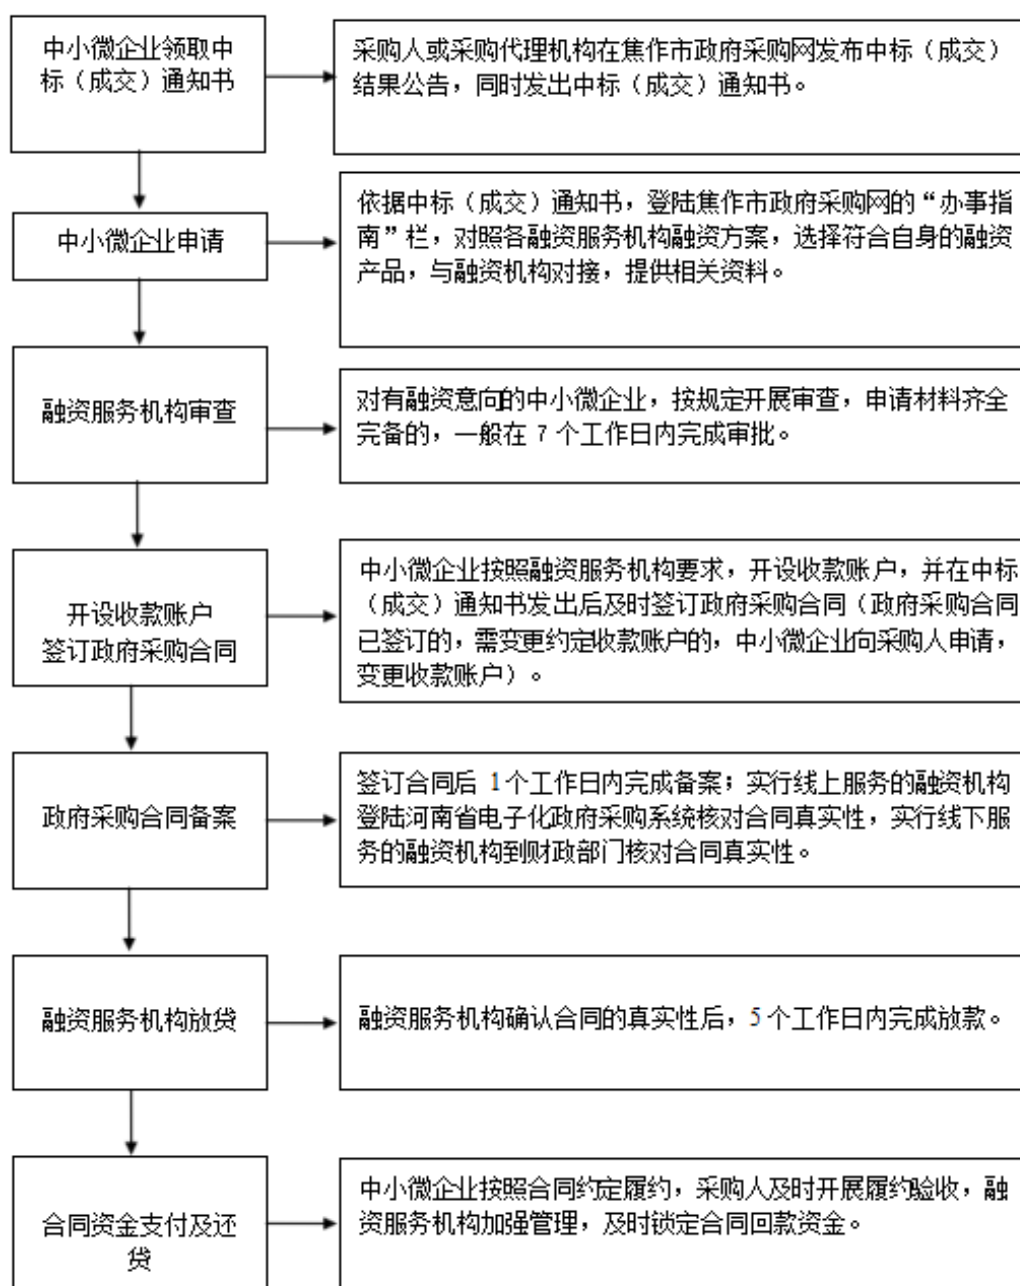 中小微企业领取中
标（成交）通知书
采购人或采购代理机构在焦作市政府采购网发布中标（成交）
结果公告，同时发出中标（成交）通知书。
中小微企业申请
依据中标（成交）通知书，登陆焦作市政府采购网的“办事指
南”栏，对照各融资服务机构融资方案，选择符合自身的融资
产品，与融资机构对接，提供相关资料。
融资服务机构审查
对有融资意向的中小微企业，按规定开展审查，申请材料齐全
完备的，一般在 7 个工作日内完成审批。
开设收款账户
签订政府采购合同
中小微企业按照融资服务机构要求，开设收款账户，并在中标
（成交）通知书发出后及时签订政府采购合同（政府采购合同
已签订的，需变更约定收款账户的，中小微企业向采购人申请，
变更收款账户）。
政府采购合同备案
签订合同后 1个工作日内完成备案；实行线上服务的融资机构
登陆河南省电子化政府采购系统核对合同真实性，实行线下服
务的融资机构到财政部门核对合同真实性。
融资服务机构放贷
融资服务机构确认合同的真实性后，5 个工作日内完成放款。
合同资金支付及还
贷
中小微企业按照合同约定履约，采购人及时开展履约验收，融
资服务机构加强管理，及时锁定合同回款资金。